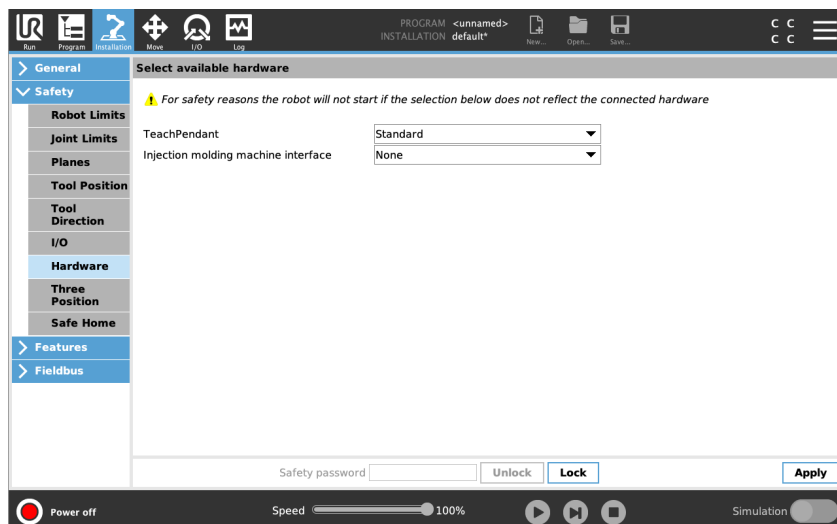 PROGRAM <unnamed>
INSTALLATION default*
Run
Program
Installation
Move
I/O
Log
New...
Open...
Save...
C C
C C
General
Safety
Robot Limits
Joint Limits
Planes
Tool Position
Tool
Direction
I/O
Hardware
Three
Position
Safe Home
Features
Fieldbus
Select available hardware
For safety reasons the robot will not start if the selection below does not reflect the connected hardware
TeachPendant Standard
Injection molding machine interface None
Safety password Unlock Lock Apply
Power off Speed 100% Simulation